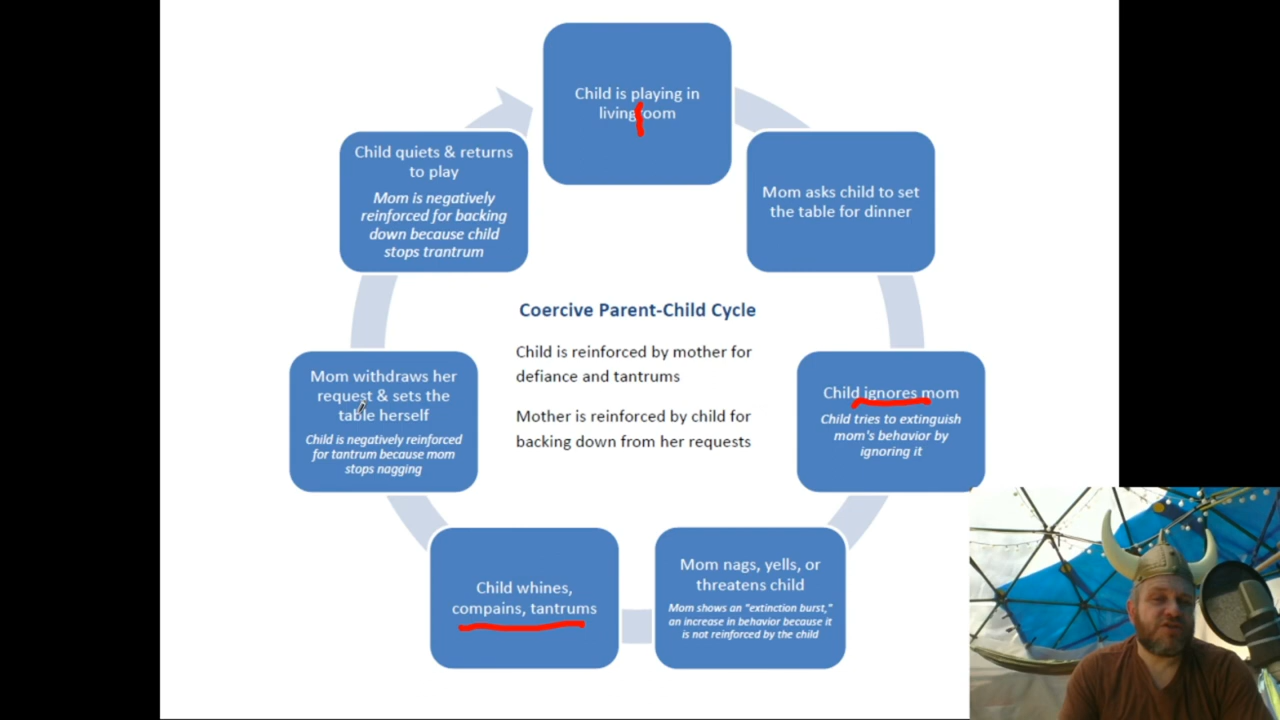 Child is playing in
living room
Mom asks child to set
the table for dinner
Child ignores mom
Child tries to extinguish
mom's behavior by
ignoring it
Mom nags, yells, or
threatens child
Mom shows an "extinction burst,"
an increase in behavior because it
is not reinforced by the child
Child whines,
compains, tantrums
Mom withdraws her
request & sets the
table herself
Child is negatively reinforced
for tantrum because mom
stops nagging
Child quiets & returns
to play
Mom is negatively
reinforced for backing
down because child
stops trantrum
Coercive Parent-Child Cycle
Child is reinforced by mother for
defiance and tantrums
Mother is reinforced by child for
backing down from her requests